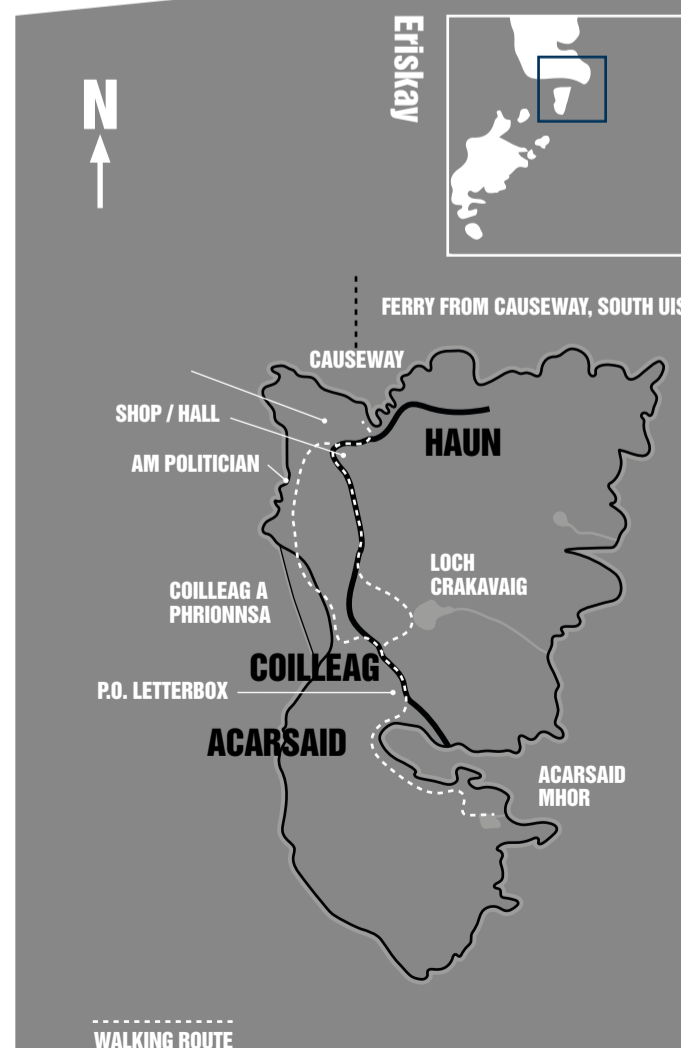 Eriskay
N
FERRY FROM CAUSEWAY, SOUTH UIS
CAUSEWAY
SHOP / HALL
HAUN
AM POLITICIAN
LOCH
CRAKAVAIG
COILLEAG A
PHRIONNSA
COILLEAG
P.O. LETTERBOX
ACARSAID
ACARSAID
MHOR
WALKING ROUTE